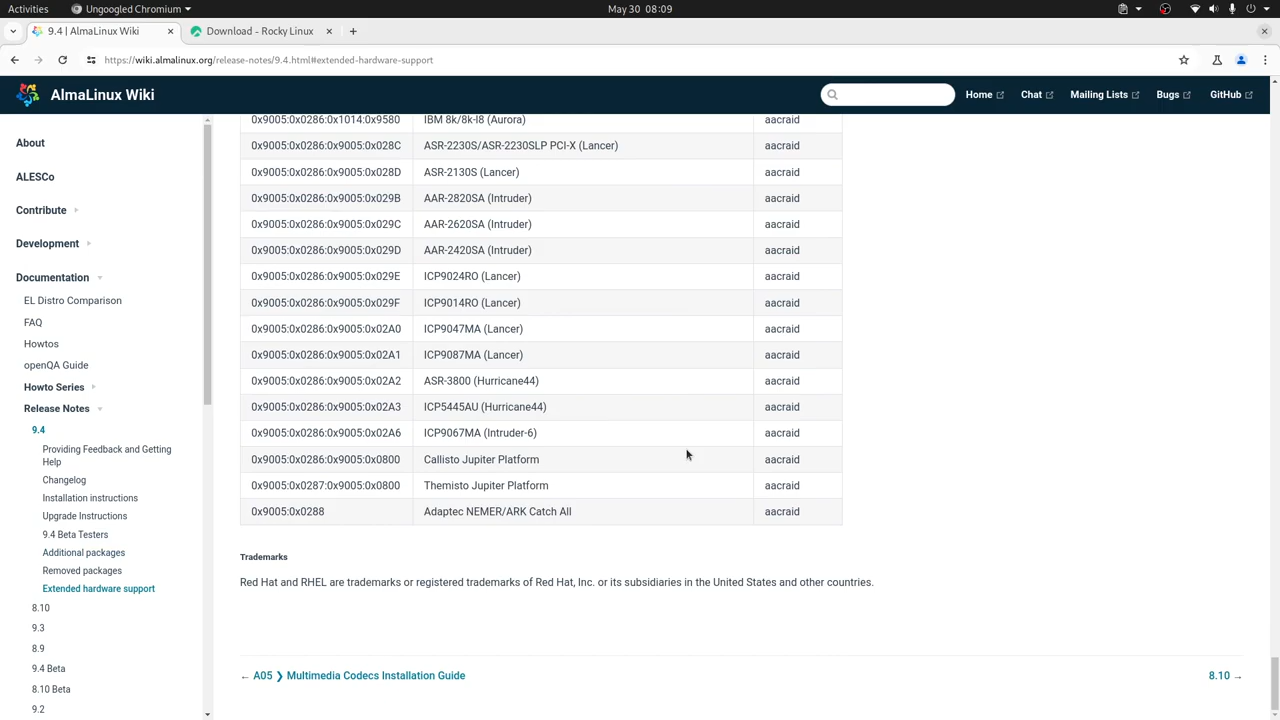 Activities
Ungoogled Chromium
May 30 08:09
9.4 | AlmaLinux Wiki
Download - Rocky Linux
https://wiki.almalinux.org/release-notes/9.4.html#extended-hardware-support
AlmaLinux Wiki
Home
Chat
Mailing Lists
Bugs
GitHub
About
ALESCo
Contribute
Development
Documentation
EL Distro Comparison
FAQ
Howtos
openQA Guide
Howto Series
Release Notes
9.4
Providing Feedback and Getting
Help
Changelog
Installation instructions
Upgrade Instructions
9.4 Beta Testers
Additional packages
Removed packages
Extended hardware support
8.10
9.3
8.9
9.4 Beta
8.10 Beta
9.2
0x9005:0x0286:0x1014:0x9580 IBM 8k/8k-l8 (Aurora) aacraid
0x9005:0x0286:0x9005:0x028C ASR-2230S/ASR-2230SLP PCI-X (Lancer) aacraid
0x9005:0x0286:0x9005:0x028D ASR-2130S (Lancer) aacraid
0x9005:0x0286:0x9005:0x029B AAR-2820SA (Intruder) aacraid
0x9005:0x0286:0x9005:0x029C AAR-2620SA (Intruder) aacraid
0x9005:0x0286:0x9005:0x029D AAR-2420SA (Intruder) aacraid
0x9005:0x0286:0x9005:0x029E ICP9024RO (Lancer) aacraid
0x9005:0x0286:0x9005:0x029F ICP9014RO (Lancer) aacraid
0x9005:0x0286:0x9005:0x02A0 ICP9047MA (Lancer) aacraid
0x9005:0x0286:0x9005:0x02A1 ICP9087MA (Lancer) aacraid
0x9005:0x0286:0x9005:0x02A2 ASR-3800 (Hurricane44) aacraid
0x9005:0x0286:0x9005:0x02A3 ICP5445AU (Hurricane44) aacraid
0x9005:0x0286:0x9005:0x02A6 ICP9067MA (Intruder-6) aacraid
0x9005:0x0286:0x9005:0x0800 Callisto Jupiter Platform aacraid
0x9005:0x0287:0x9005:0x0800 Themisto Jupiter Platform aacraid
0x9005:0x0288 Adaptec NEMER/ARK Catch All aacraid
Trademarks
Red Hat and RHEL are trademarks or registered trademarks of Red Hat, Inc. or its subsidiaries in the United States and other countries.
← A05 ❯ Multimedia Codecs Installation Guide
8.10 →